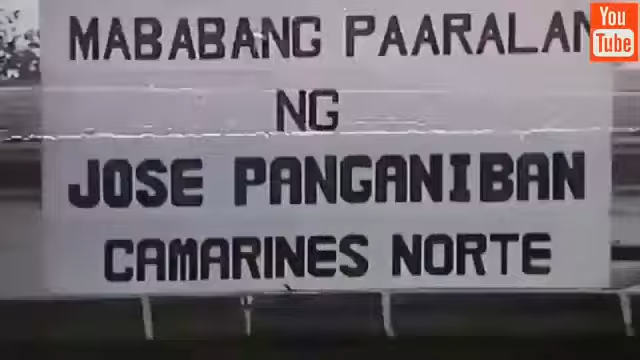 MABABANG PAARALAN
NG
JOSE PANGANIBAN
CAMARINES NORTE
You
Tube